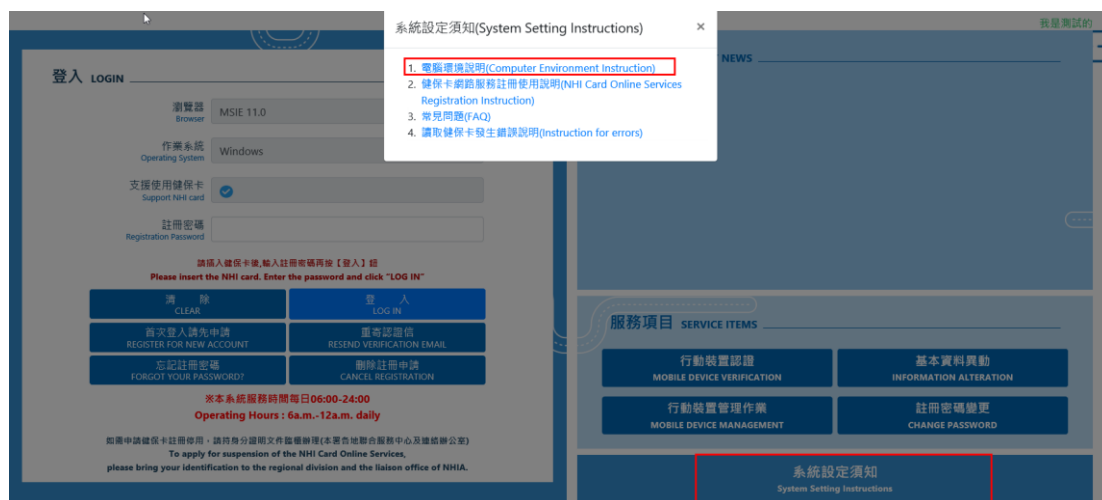 系統設定須知(System Setting Instructions)
×
1. 電腦環境說明(Computer Environment Instruction)
2. 健保卡網路服務註冊使用說明(NHI Card Online Services
Registration Instruction)
3. 常見問題(FAQ)
4. 讀取健保卡發生錯誤說明(Instruction for errors)
我是測試的
登入 LOGIN
瀏覽器
Browser
MSIE 11.0
作業系統
Operating System
Windows
支援使用健保卡
Support NHI card
註冊密碼
Registration Password
請插入健保卡後,輸入註冊密碼再按【登入】鈕
Please insert the NHI card. Enter the password and click "LOG IN"
清 除
CLEAR
登 入
LOG IN
首次登入請先申請
REGISTER FOR NEW ACCOUNT
重寄認證信
RESEND VERIFICATION EMAIL
忘記註冊密碼
FORGOT YOUR PASSWORD?
刪除註冊申請
CANCEL REGISTRATION
※本系統服務時間每日06:00-24:00
Operating Hours : 6a.m.-12a.m. daily
如需申請健保卡註冊停用,請持身分證明文件臨櫃辦理(本署各地聯合服務中心及連絡辦公室)
To apply for suspension of the NHI Card Online Services,
please bring your identification to the regional division and the liaison office of NHIA.
NEWS
服務項目 SERVICE ITEMS
行動裝置認證
MOBILE DEVICE VERIFICATION
基本資料異動
INFORMATION ALTERATION
行動裝置管理作業
MOBILE DEVICE MANAGEMENT
註冊密碼變更
CHANGE PASSWORD
系統設定須知
System Setting Instructions